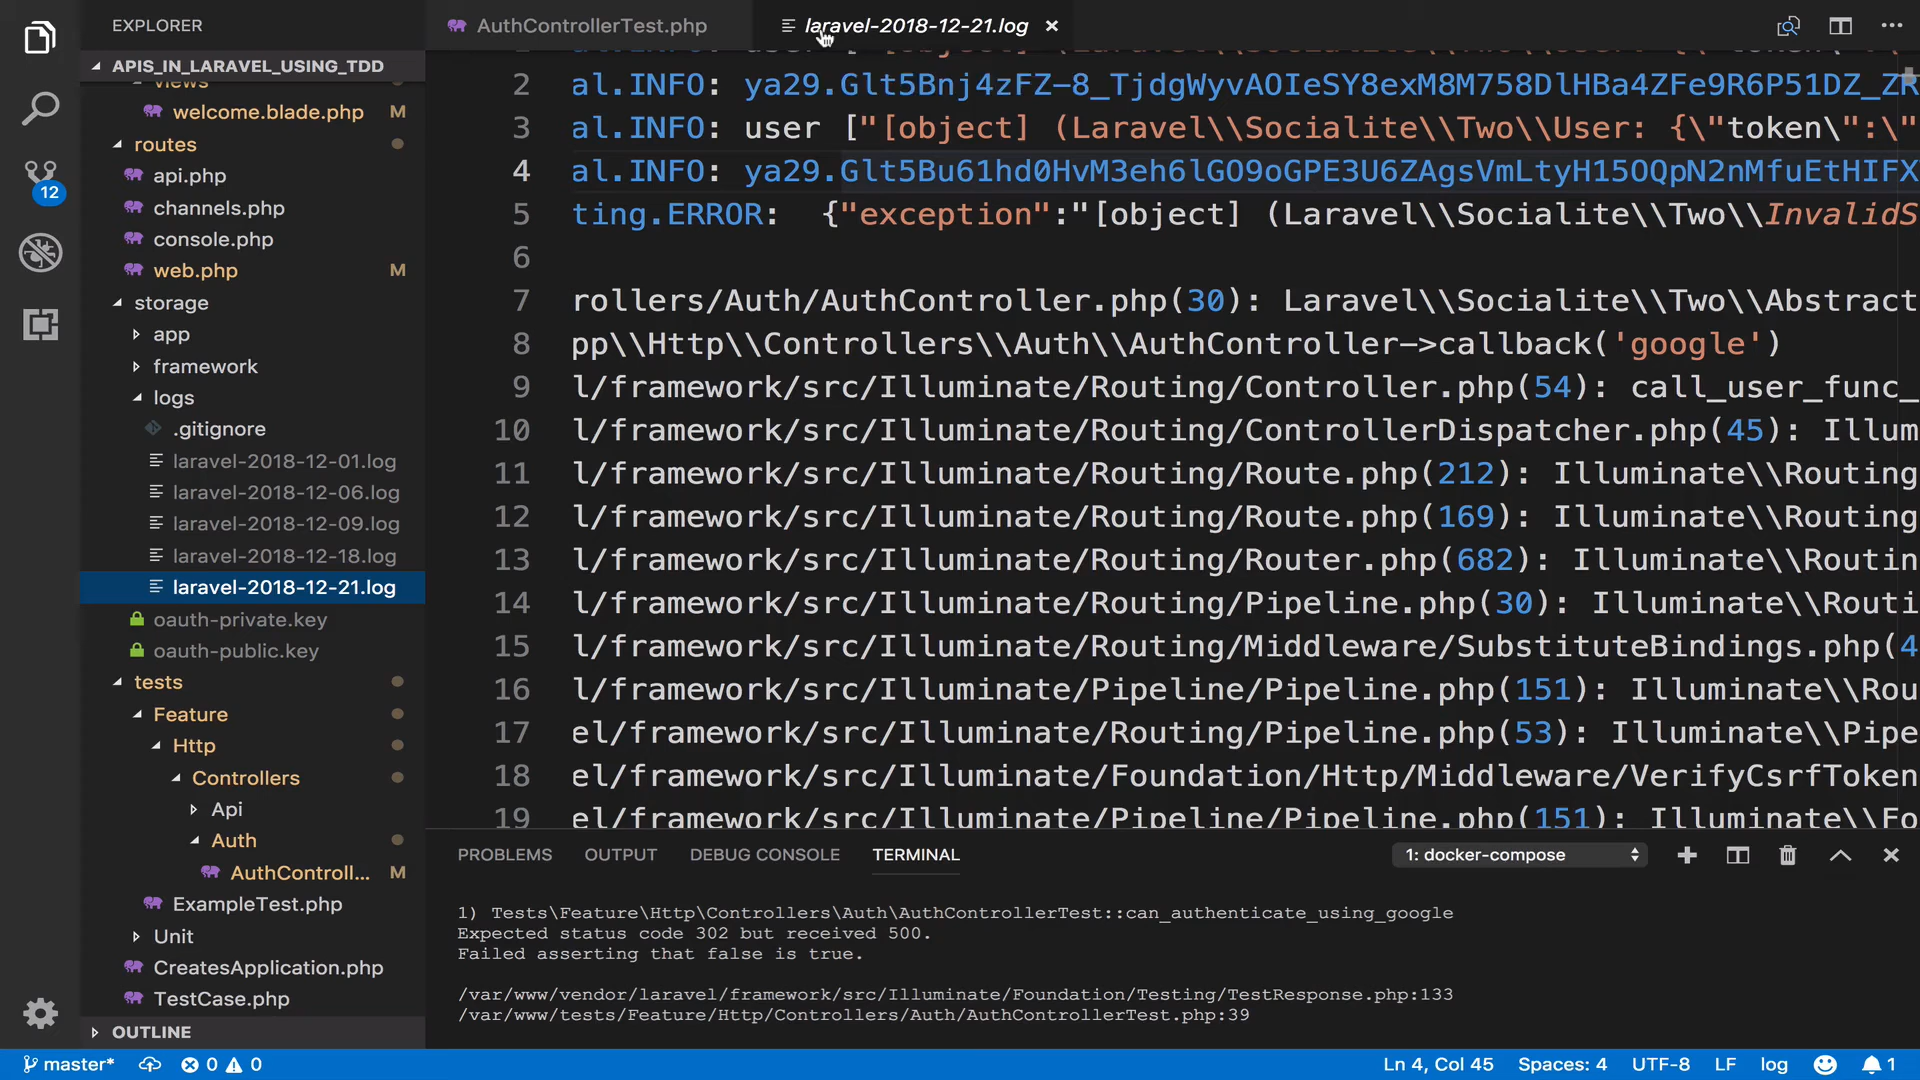 EXPLORER
APIS_IN_LARAVEL_USING_TDD
views
welcome.blade.php M
routes
api.php
channels.php
console.php
web.php M
storage
app
framework
logs
.gitignore
laravel-2018-12-01.log
laravel-2018-12-06.log
laravel-2018-12-09.log
laravel-2018-12-18.log
laravel-2018-12-21.log
oauth-private.key
oauth-public.key
tests
Feature
Http
Controllers
Api
Auth
AuthControll... M
ExampleTest.php
Unit
CreatesApplication.php
TestCase.php
OUTLINE
12
AuthControllerTest.php
laravel-2018-12-21.log
2 al.INFO: ya29.Glt5Bnj4zFZ-8_TjdgWyvAOIeSY8exM8M758DlHBa4ZFe9R6P51DZ_ZR
3 al.INFO: user ["[object] (Laravel\\Socialite\\Two\\User: {\"token\":\"
4 al.INFO: ya29.Glt5Bu61hd0HvM3eh6lGO9oGPE3U6ZAgsVmLtyH15OQpN2nMfuEtHIFX
5 ting.ERROR: {"exception":"[object] (Laravel\\Socialite\\Two\\InvalidS
6
7 rollers/Auth/AuthController.php(30): Laravel\\Socialite\\Two\\Abstract
8 pp\\Http\\Controllers\\Auth\\AuthController->callback('google')
9 l/framework/src/Illuminate/Routing/Controller.php(54): call_user_func_
10 l/framework/src/Illuminate/Routing/ControllerDispatcher.php(45): Illum
11 l/framework/src/Illuminate/Routing/Route.php(212): Illuminate\\Routing
12 l/framework/src/Illuminate/Routing/Route.php(169): Illuminate\\Routing
13 l/framework/src/Illuminate/Routing/Router.php(682): Illuminate\\Routin
14 l/framework/src/Illuminate/Routing/Pipeline.php(30): Illuminate\\Routi
15 l/framework/src/Illuminate/Routing/Middleware/SubstituteBindings.php(4
16 l/framework/src/Illuminate/Pipeline/Pipeline.php(151): Illuminate\\Rou
17 el/framework/src/Illuminate/Routing/Pipeline.php(53): Illuminate\\Pipe
18 el/framework/src/Illuminate/Foundation/Http/Middleware/VerifyCsrfToken
19 el/framework/src/Illuminate/Pipeline/Pipeline.php(151): Illuminate\\Fo
PROBLEMS OUTPUT DEBUG CONSOLE TERMINAL 1: docker-compose
1) Tests\Feature\Http\Controllers\Auth\AuthControllerTest::can_authenticate_using_google
Expected status code 302 but received 500.
Failed asserting that false is true.
/var/www/vendor/laravel/framework/src/Illuminate/Foundation/Testing/TestResponse.php:133
/var/www/tests/Feature/Http/Controllers/Auth/AuthControllerTest.php:39
master* 0 0 Ln 4, Col 45 Spaces: 4 UTF-8 LF log 1